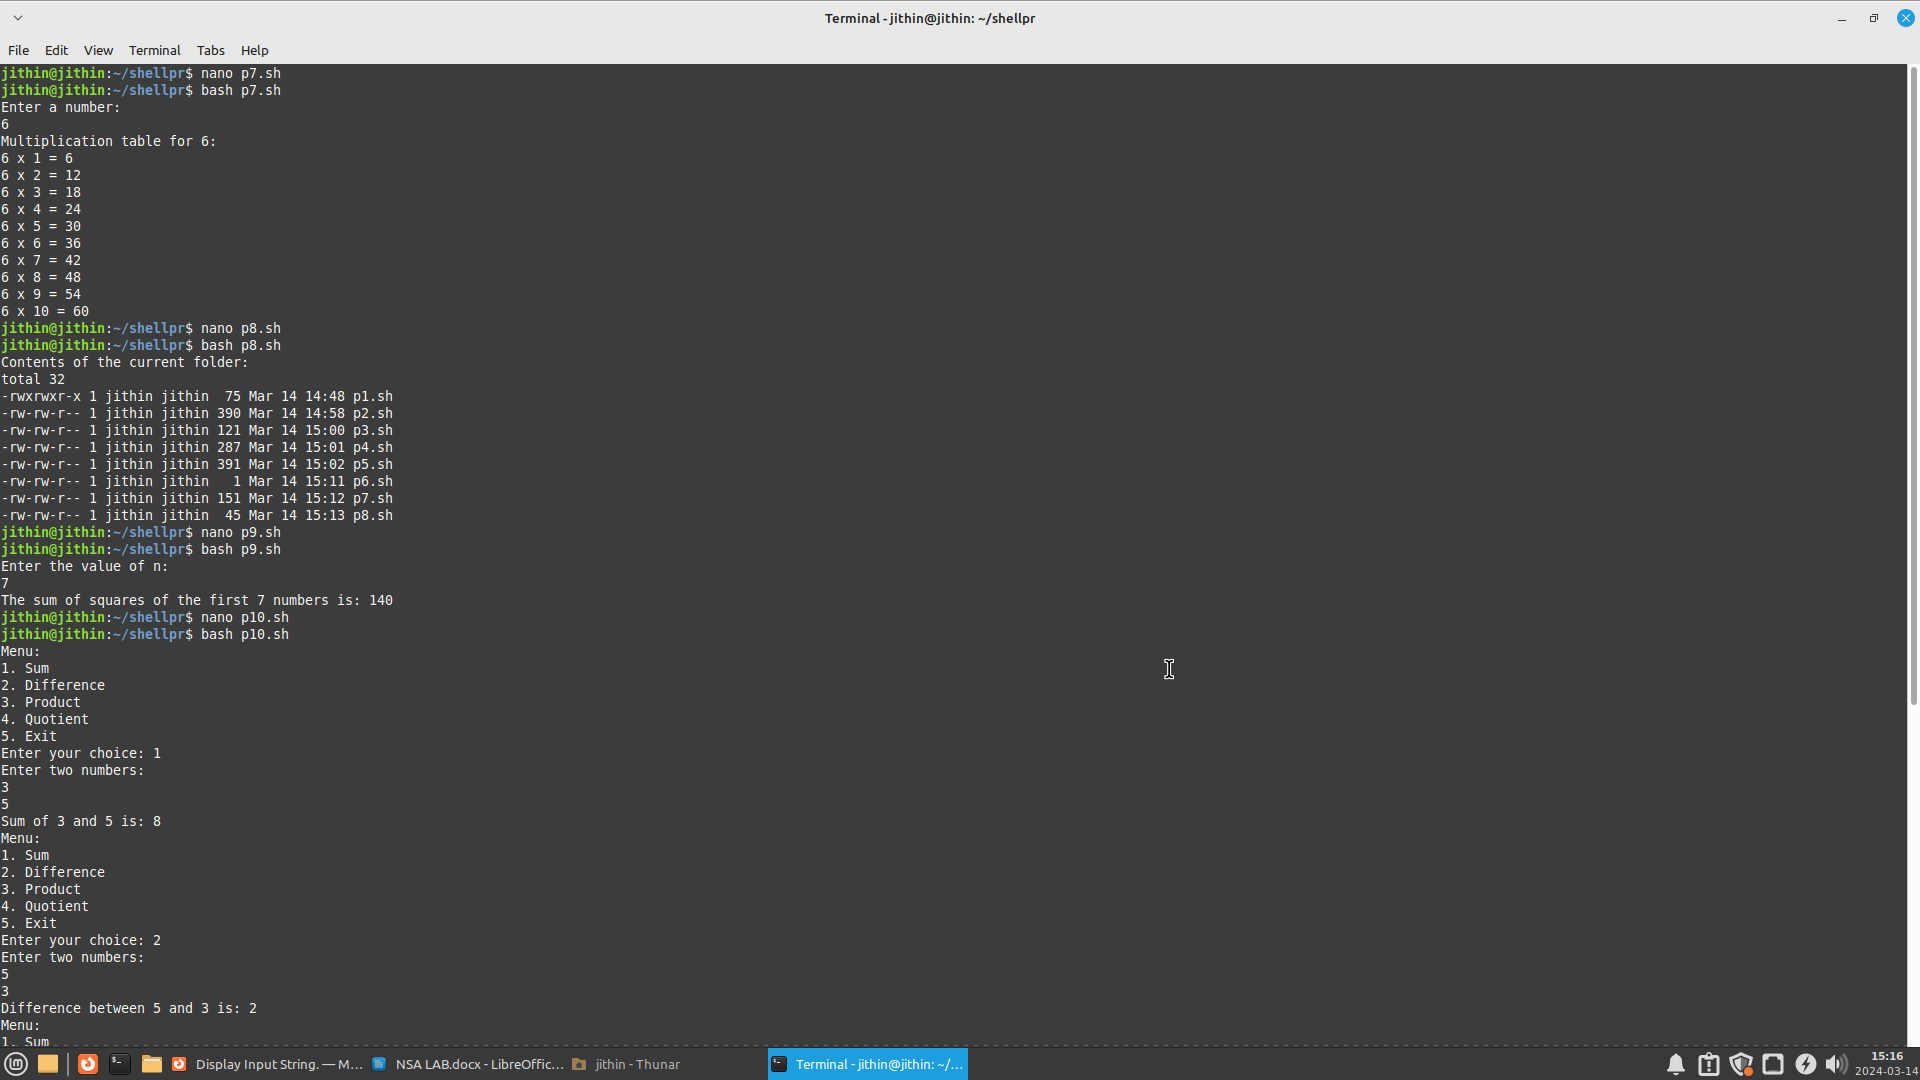 Terminal - jithin@jithin: ~/shellpr
File Edit View Terminal Tabs Help
jithin@jithin:~/shellpr$ nano p7.sh
jithin@jithin:~/shellpr$ bash p7.sh
Enter a number:
6
Multiplication table for 6:
6 x 1 = 6
6 x 2 = 12
6 x 3 = 18
6 x 4 = 24
6 x 5 = 30
6 x 6 = 36
6 x 7 = 42
6 x 8 = 48
6 x 9 = 54
6 x 10 = 60
jithin@jithin:~/shellpr$ nano p8.sh
jithin@jithin:~/shellpr$ bash p8.sh
Contents of the current folder:
total 32
-rwxrwxr-x 1 jithin jithin  75 Mar 14 14:48 p1.sh
-rw-rw-r-- 1 jithin jithin 390 Mar 14 14:58 p2.sh
-rw-rw-r-- 1 jithin jithin 121 Mar 14 15:00 p3.sh
-rw-rw-r-- 1 jithin jithin 287 Mar 14 15:01 p4.sh
-rw-rw-r-- 1 jithin jithin 391 Mar 14 15:02 p5.sh
-rw-rw-r-- 1 jithin jithin   1 Mar 14 15:11 p6.sh
-rw-rw-r-- 1 jithin jithin 151 Mar 14 15:12 p7.sh
-rw-rw-r-- 1 jithin jithin  45 Mar 14 15:13 p8.sh
jithin@jithin:~/shellpr$ nano p9.sh
jithin@jithin:~/shellpr$ bash p9.sh
Enter the value of n:
7
The sum of squares of the first 7 numbers is: 140
jithin@jithin:~/shellpr$ nano p10.sh
jithin@jithin:~/shellpr$ bash p10.sh
Menu:
1. Sum
2. Difference
3. Product
4. Quotient
5. Exit
Enter your choice: 1
Enter two numbers:
3
5
Sum of 3 and 5 is: 8
Menu:
1. Sum
2. Difference
3. Product
4. Quotient
5. Exit
Enter your choice: 2
Enter two numbers:
5
3
Difference between 5 and 3 is: 2
Menu:
1. Sum
Display Input String. — M... NSA LAB.docx - LibreOffic... jithin - Thunar Terminal - jithin@jithin: ~/...
15:16
2024-03-14